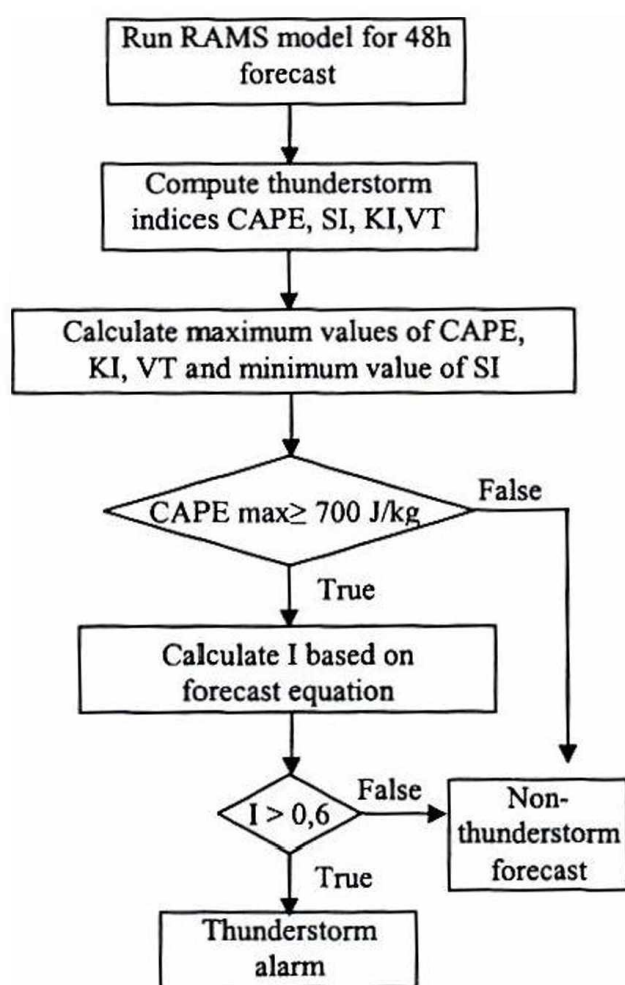 Run RAMS model for 48h
forecast
Compute thunderstorm
indices CAPE, SI, KI,VT
Calculate maximum values of CAPE,
KI, VT and minimum value of SI
CAPE max≥ 700 J/kg
False
True
Calculate I based on
forecast equation
I > 0,6
False
Non-
thunderstorm
forecast
True
Thunderstorm
alarm